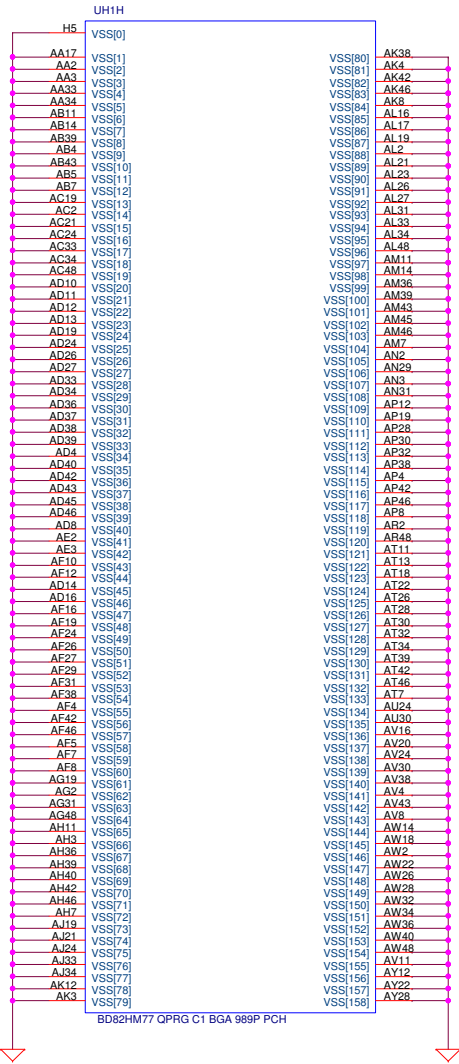 UH1H
H5 VSS[0]
AA17 VSS[1] VSS[80] AK38
AA2 VSS[2] VSS[81] AK4
AA3 VSS[3] VSS[82] AK42
AA33 VSS[4] VSS[83] AK46
AA34 VSS[5] VSS[84] AK8
AB11 VSS[6] VSS[85] AL16
AB14 VSS[7] VSS[86] AL17
AB39 VSS[8] VSS[87] AL19
AB4 VSS[9] VSS[88] AL2
AB43 VSS[10] VSS[89] AL21
AB5 VSS[11] VSS[90] AL23
AB7 VSS[12] VSS[91] AL26
AC19 VSS[13] VSS[92] AL27
AC2 VSS[14] VSS[93] AL31
AC21 VSS[15] VSS[94] AL33
AC24 VSS[16] VSS[95] AL34
AC33 VSS[17] VSS[96] AL48
AC34 VSS[18] VSS[97] AM11
AC48 VSS[19] VSS[98] AM14
AD10 VSS[20] VSS[99] AM36
AD11 VSS[21] VSS[100] AM39
AD12 VSS[22] VSS[101] AM43
AD13 VSS[23] VSS[102] AM45
AD19 VSS[24] VSS[103] AM46
AD24 VSS[25] VSS[104] AM7
AD26 VSS[26] VSS[105] AN2
AD27 VSS[27] VSS[106] AN29
AD33 VSS[28] VSS[107] AN3
AD34 VSS[29] VSS[108] AN31
AD36 VSS[30] VSS[109] AP12
AD37 VSS[31] VSS[110] AP19
AD38 VSS[32] VSS[111] AP28
AD39 VSS[33] VSS[112] AP30
AD4 VSS[34] VSS[113] AP32
AD40 VSS[35] VSS[114] AP38
AD42 VSS[36] VSS[115] AP4
AD43 VSS[37] VSS[116] AP42
AD45 VSS[38] VSS[117] AP46
AD46 VSS[39] VSS[118] AP8
AD8 VSS[40] VSS[119] AR2
AE2 VSS[41] VSS[120] AR48
AE3 VSS[42] VSS[121] AT11
AF10 VSS[43] VSS[122] AT13
AF12 VSS[44] VSS[123] AT18
AD14 VSS[45] VSS[124] AT22
AD16 VSS[46] VSS[125] AT26
AF16 VSS[47] VSS[126] AT28
AF19 VSS[48] VSS[127] AT30
AF24 VSS[49] VSS[128] AT32
AF26 VSS[50] VSS[129] AT34
AF27 VSS[51] VSS[130] AT39
AF29 VSS[52] VSS[131] AT42
AF31 VSS[53] VSS[132] AT46
AF38 VSS[54] VSS[133] AT7
AF4 VSS[55] VSS[134] AU24
AF42 VSS[56] VSS[135] AU30
AF46 VSS[57] VSS[136] AV16
AF5 VSS[58] VSS[137] AV20
AF7 VSS[59] VSS[138] AV24
AF8 VSS[60] VSS[139] AV30
AG19 VSS[61] VSS[140] AV38
AG2 VSS[62] VSS[141] AV4
AG31 VSS[63] VSS[142] AV43
AG48 VSS[64] VSS[143] AV8
AH11 VSS[65] VSS[144] AW14
AH3 VSS[66] VSS[145] AW18
AH36 VSS[67] VSS[146] AW2
AH39 VSS[68] VSS[147] AW22
AH40 VSS[69] VSS[148] AW26
AH42 VSS[70] VSS[149] AW28
AH46 VSS[71] VSS[150] AW32
AH7 VSS[72] VSS[151] AW34
AJ19 VSS[73] VSS[152] AW36
AJ21 VSS[74] VSS[153] AW40
AJ24 VSS[75] VSS[154] AW48
AJ33 VSS[76] VSS[155] AV11
AJ34 VSS[77] VSS[156] AY12
AK12 VSS[78] VSS[157] AY22
AK3 VSS[79] VSS[158] AY28
BD82HM77 QPRG C1 BGA 989P PCH